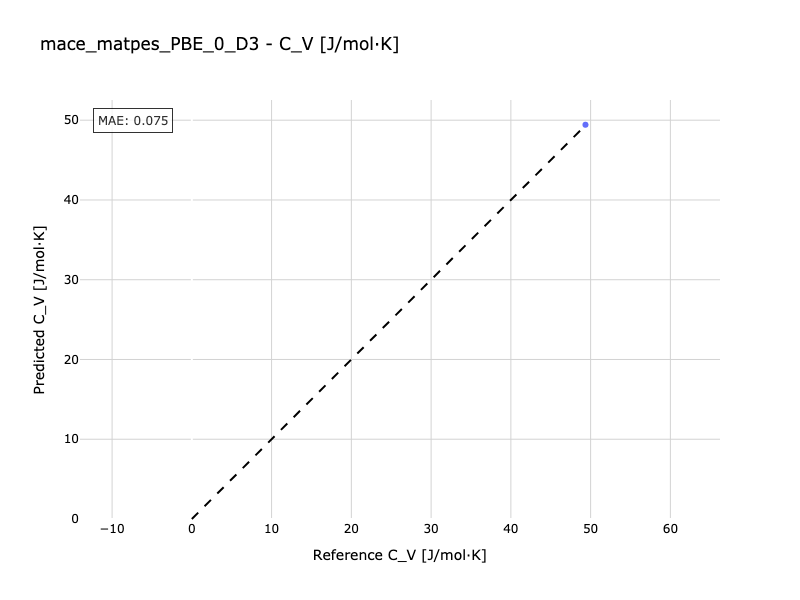 mace_matpes_PBE_0_D3 - C_V [J/mol·K]
MAE: 0.075
50
40
30
20
10
0
Predicted C_V [J/mol·K]
−10 0 10 20 30 40 50 60
Reference C_V [J/mol·K]